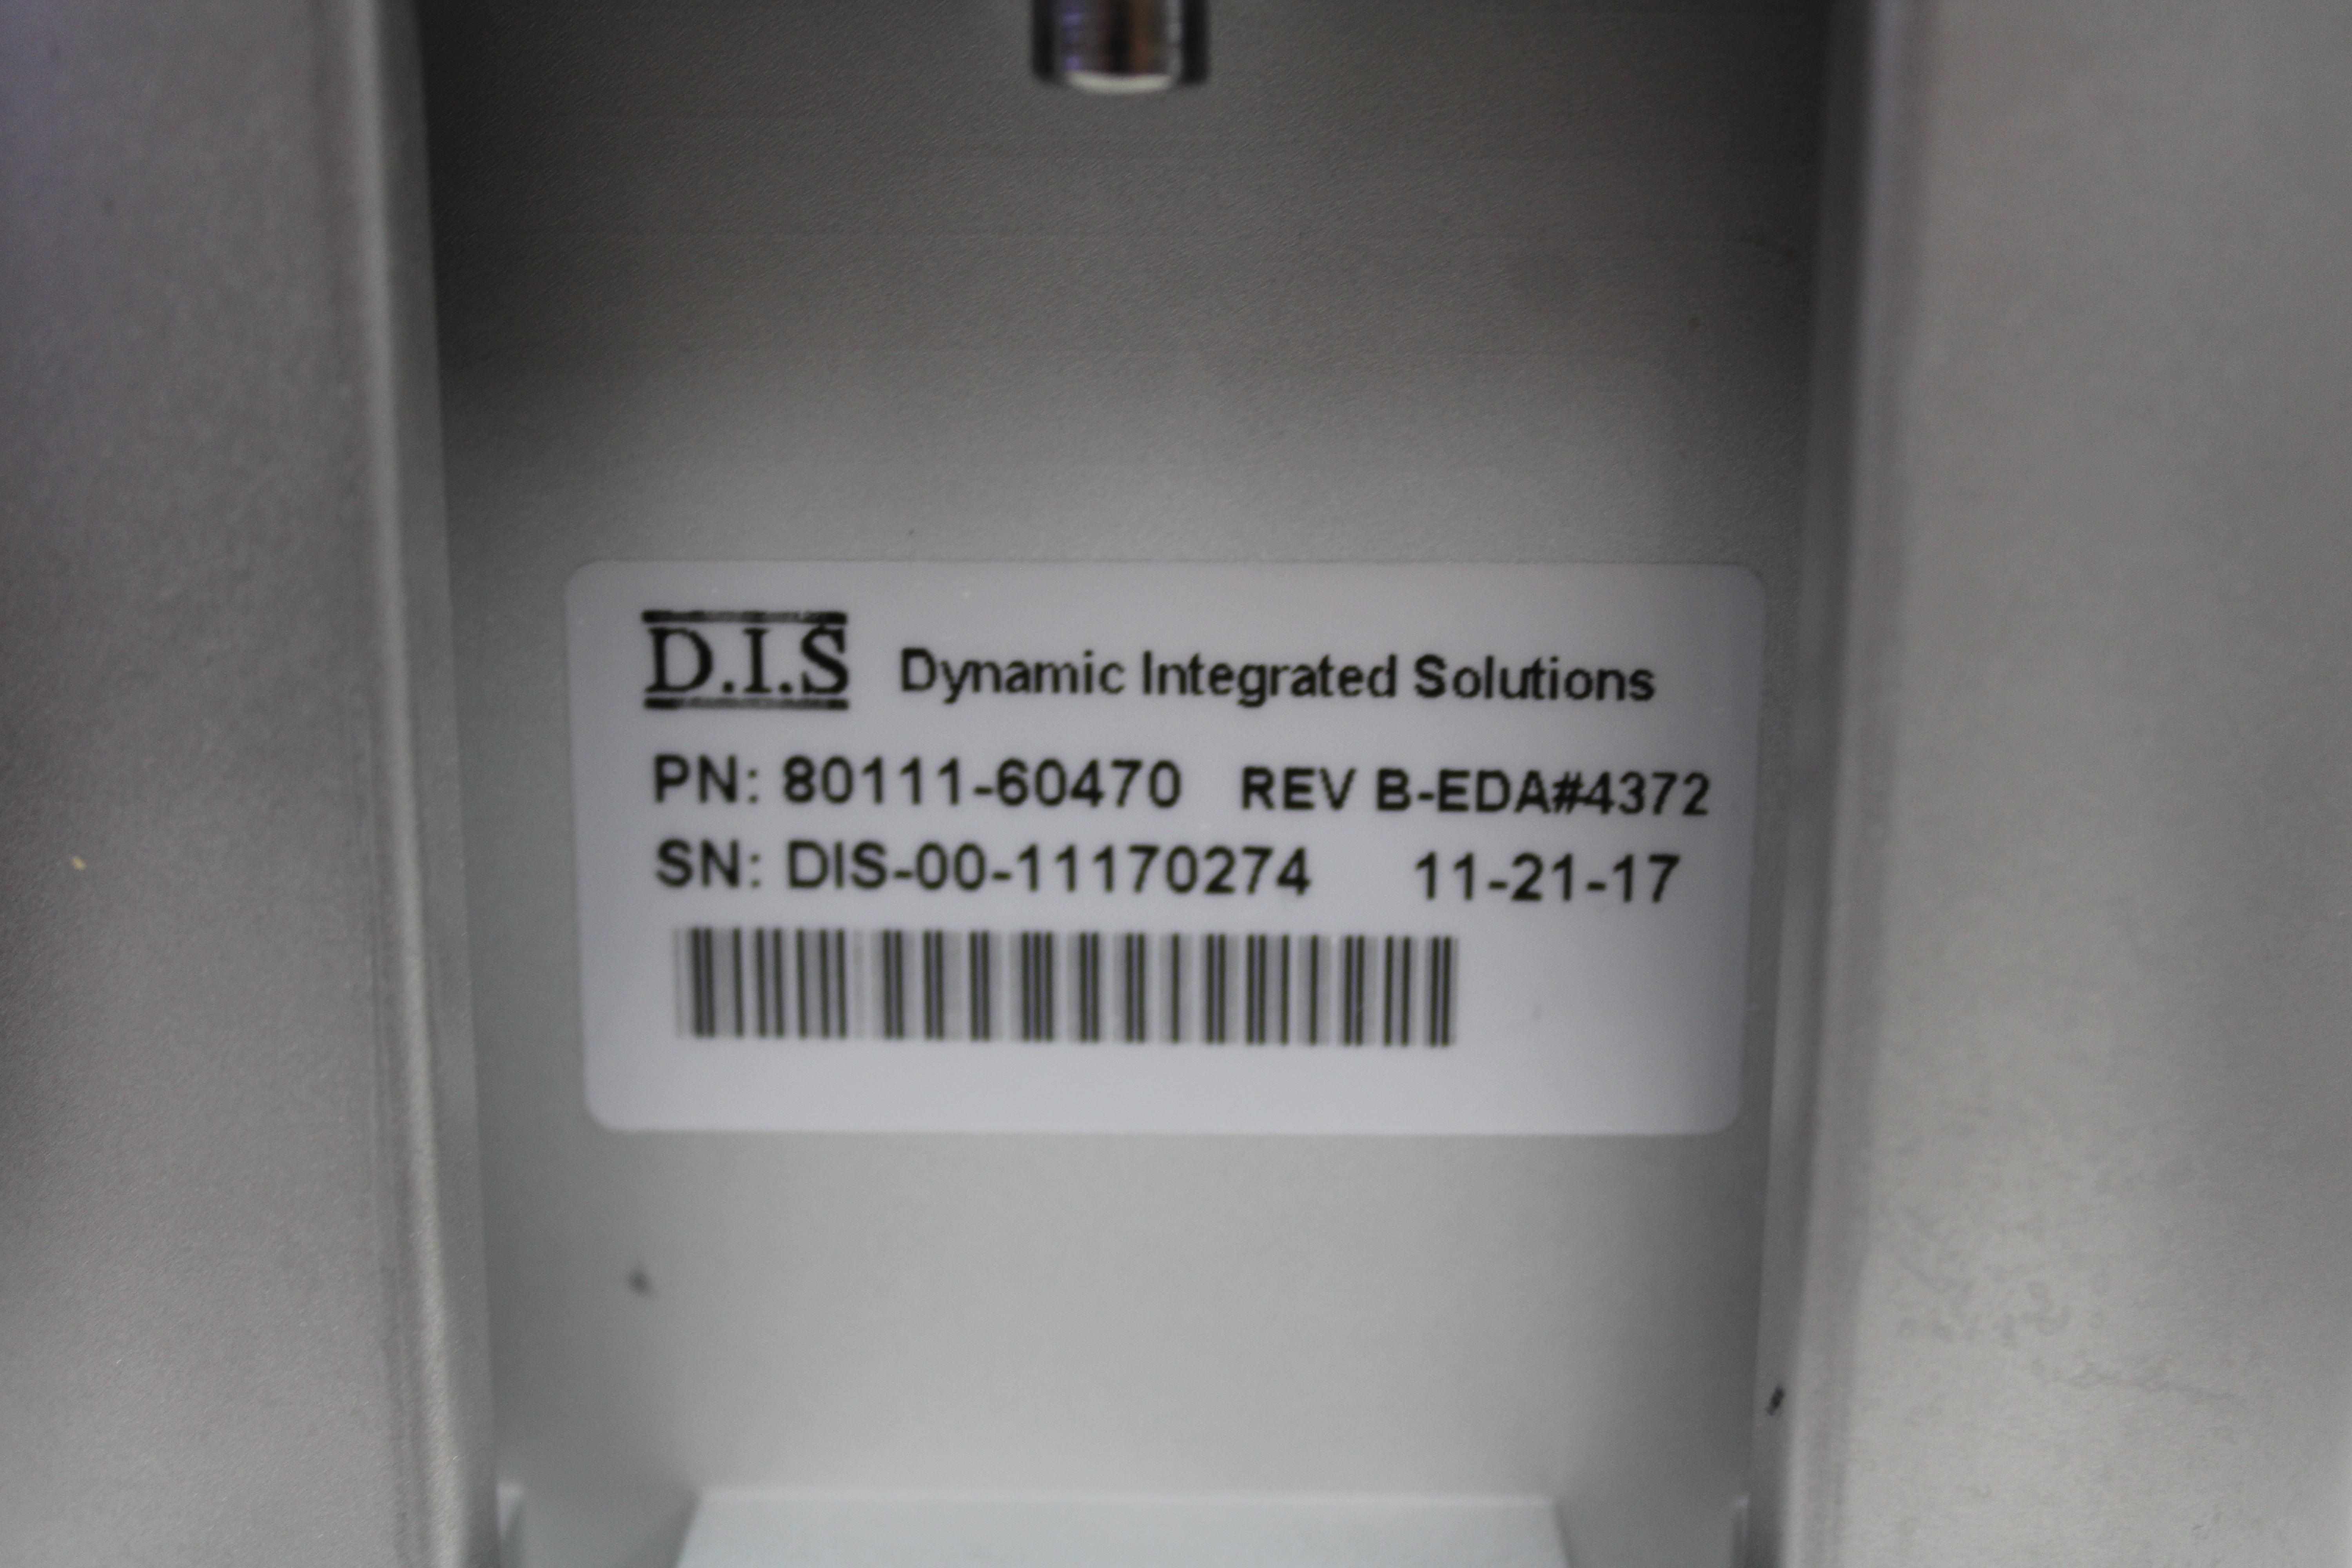 D.I.S Dynamic Integrated Solutions
PN: 80111-60470 REV B-EDA#4372
SN: DIS-00-11170274 11-21-17